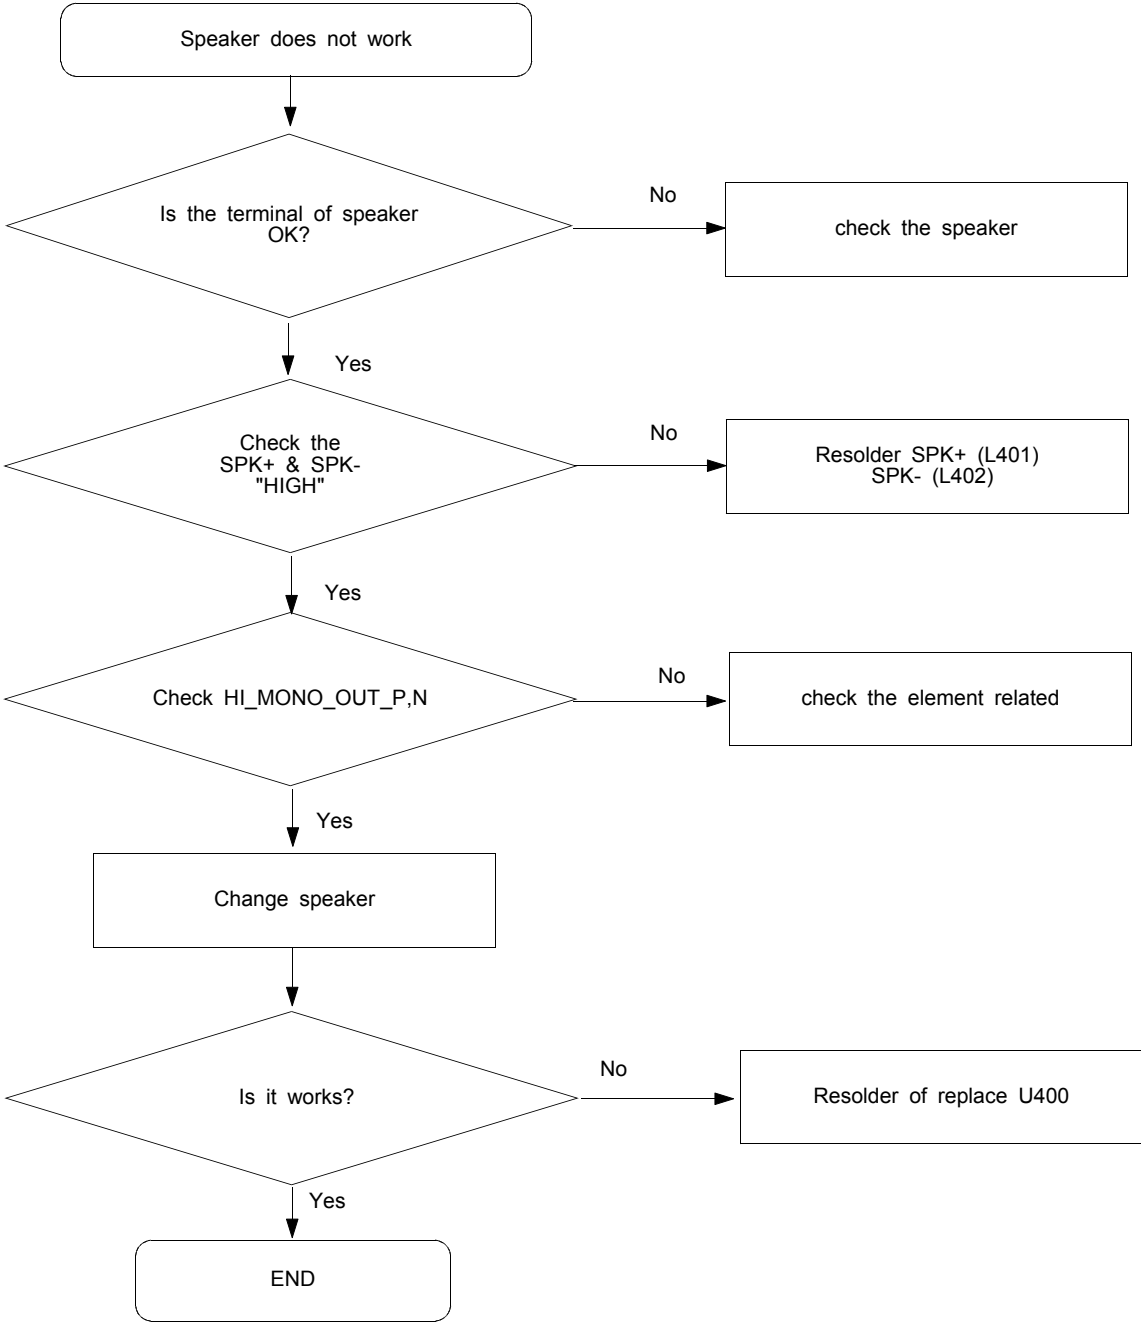 Speaker does not work
Is the terminal of speaker
OK?
No
check the speaker
Yes
Check the
SPK+ & SPK-
"HIGH"
No
Resolder SPK+ (L401)
SPK- (L402)
Yes
Check HI_MONO_OUT_P,N
No
check the element related
Yes
Change speaker
Is it works?
No
Resolder of replace U400
Yes
END